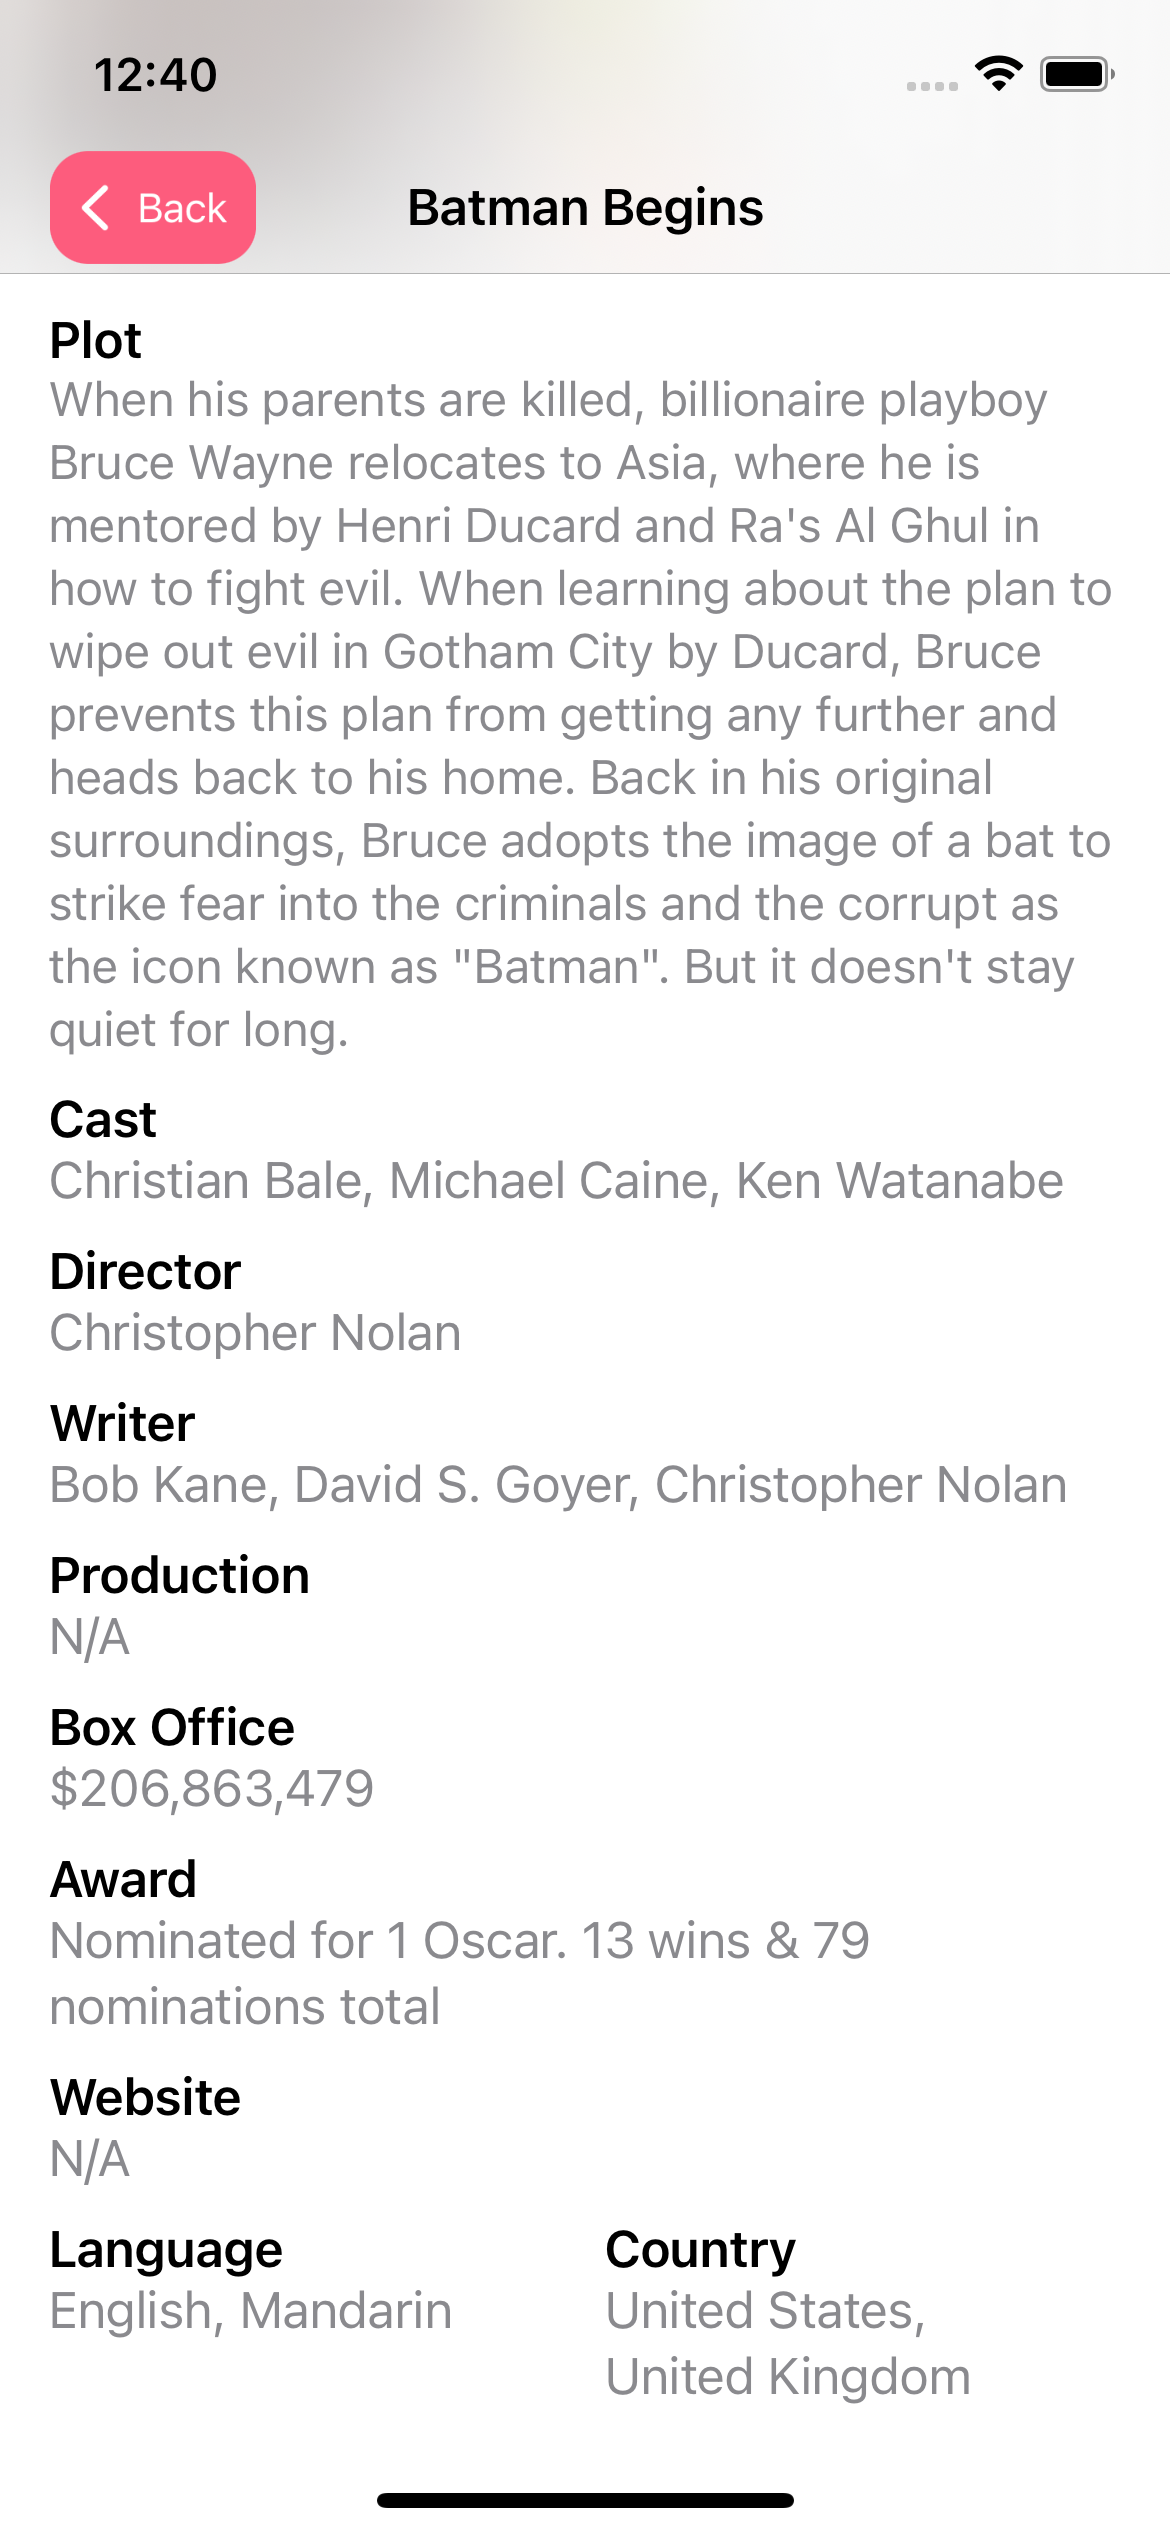 12:40
Back
Batman Begins
Plot
When his parents are killed, billionaire playboy
Bruce Wayne relocates to Asia, where he is
mentored by Henri Ducard and Ra's Al Ghul in
how to fight evil. When learning about the plan to
wipe out evil in Gotham City by Ducard, Bruce
prevents this plan from getting any further and
heads back to his home. Back in his original
surroundings, Bruce adopts the image of a bat to
strike fear into the criminals and the corrupt as
the icon known as "Batman". But it doesn't stay
quiet for long.
Cast
Christian Bale, Michael Caine, Ken Watanabe
Director
Christopher Nolan
Writer
Bob Kane, David S. Goyer, Christopher Nolan
Production
N/A
Box Office
$206,863,479
Award
Nominated for 1 Oscar. 13 wins & 79
nominations total
Website
N/A
Language
English, Mandarin
Country
United States,
United Kingdom